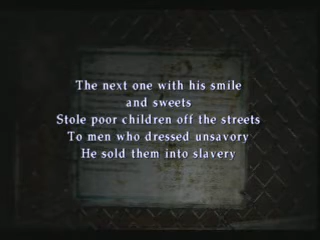 The next one with his smile
and sweets
Stole poor children off the streets
To men who dressed unsavory
He sold them into slavery